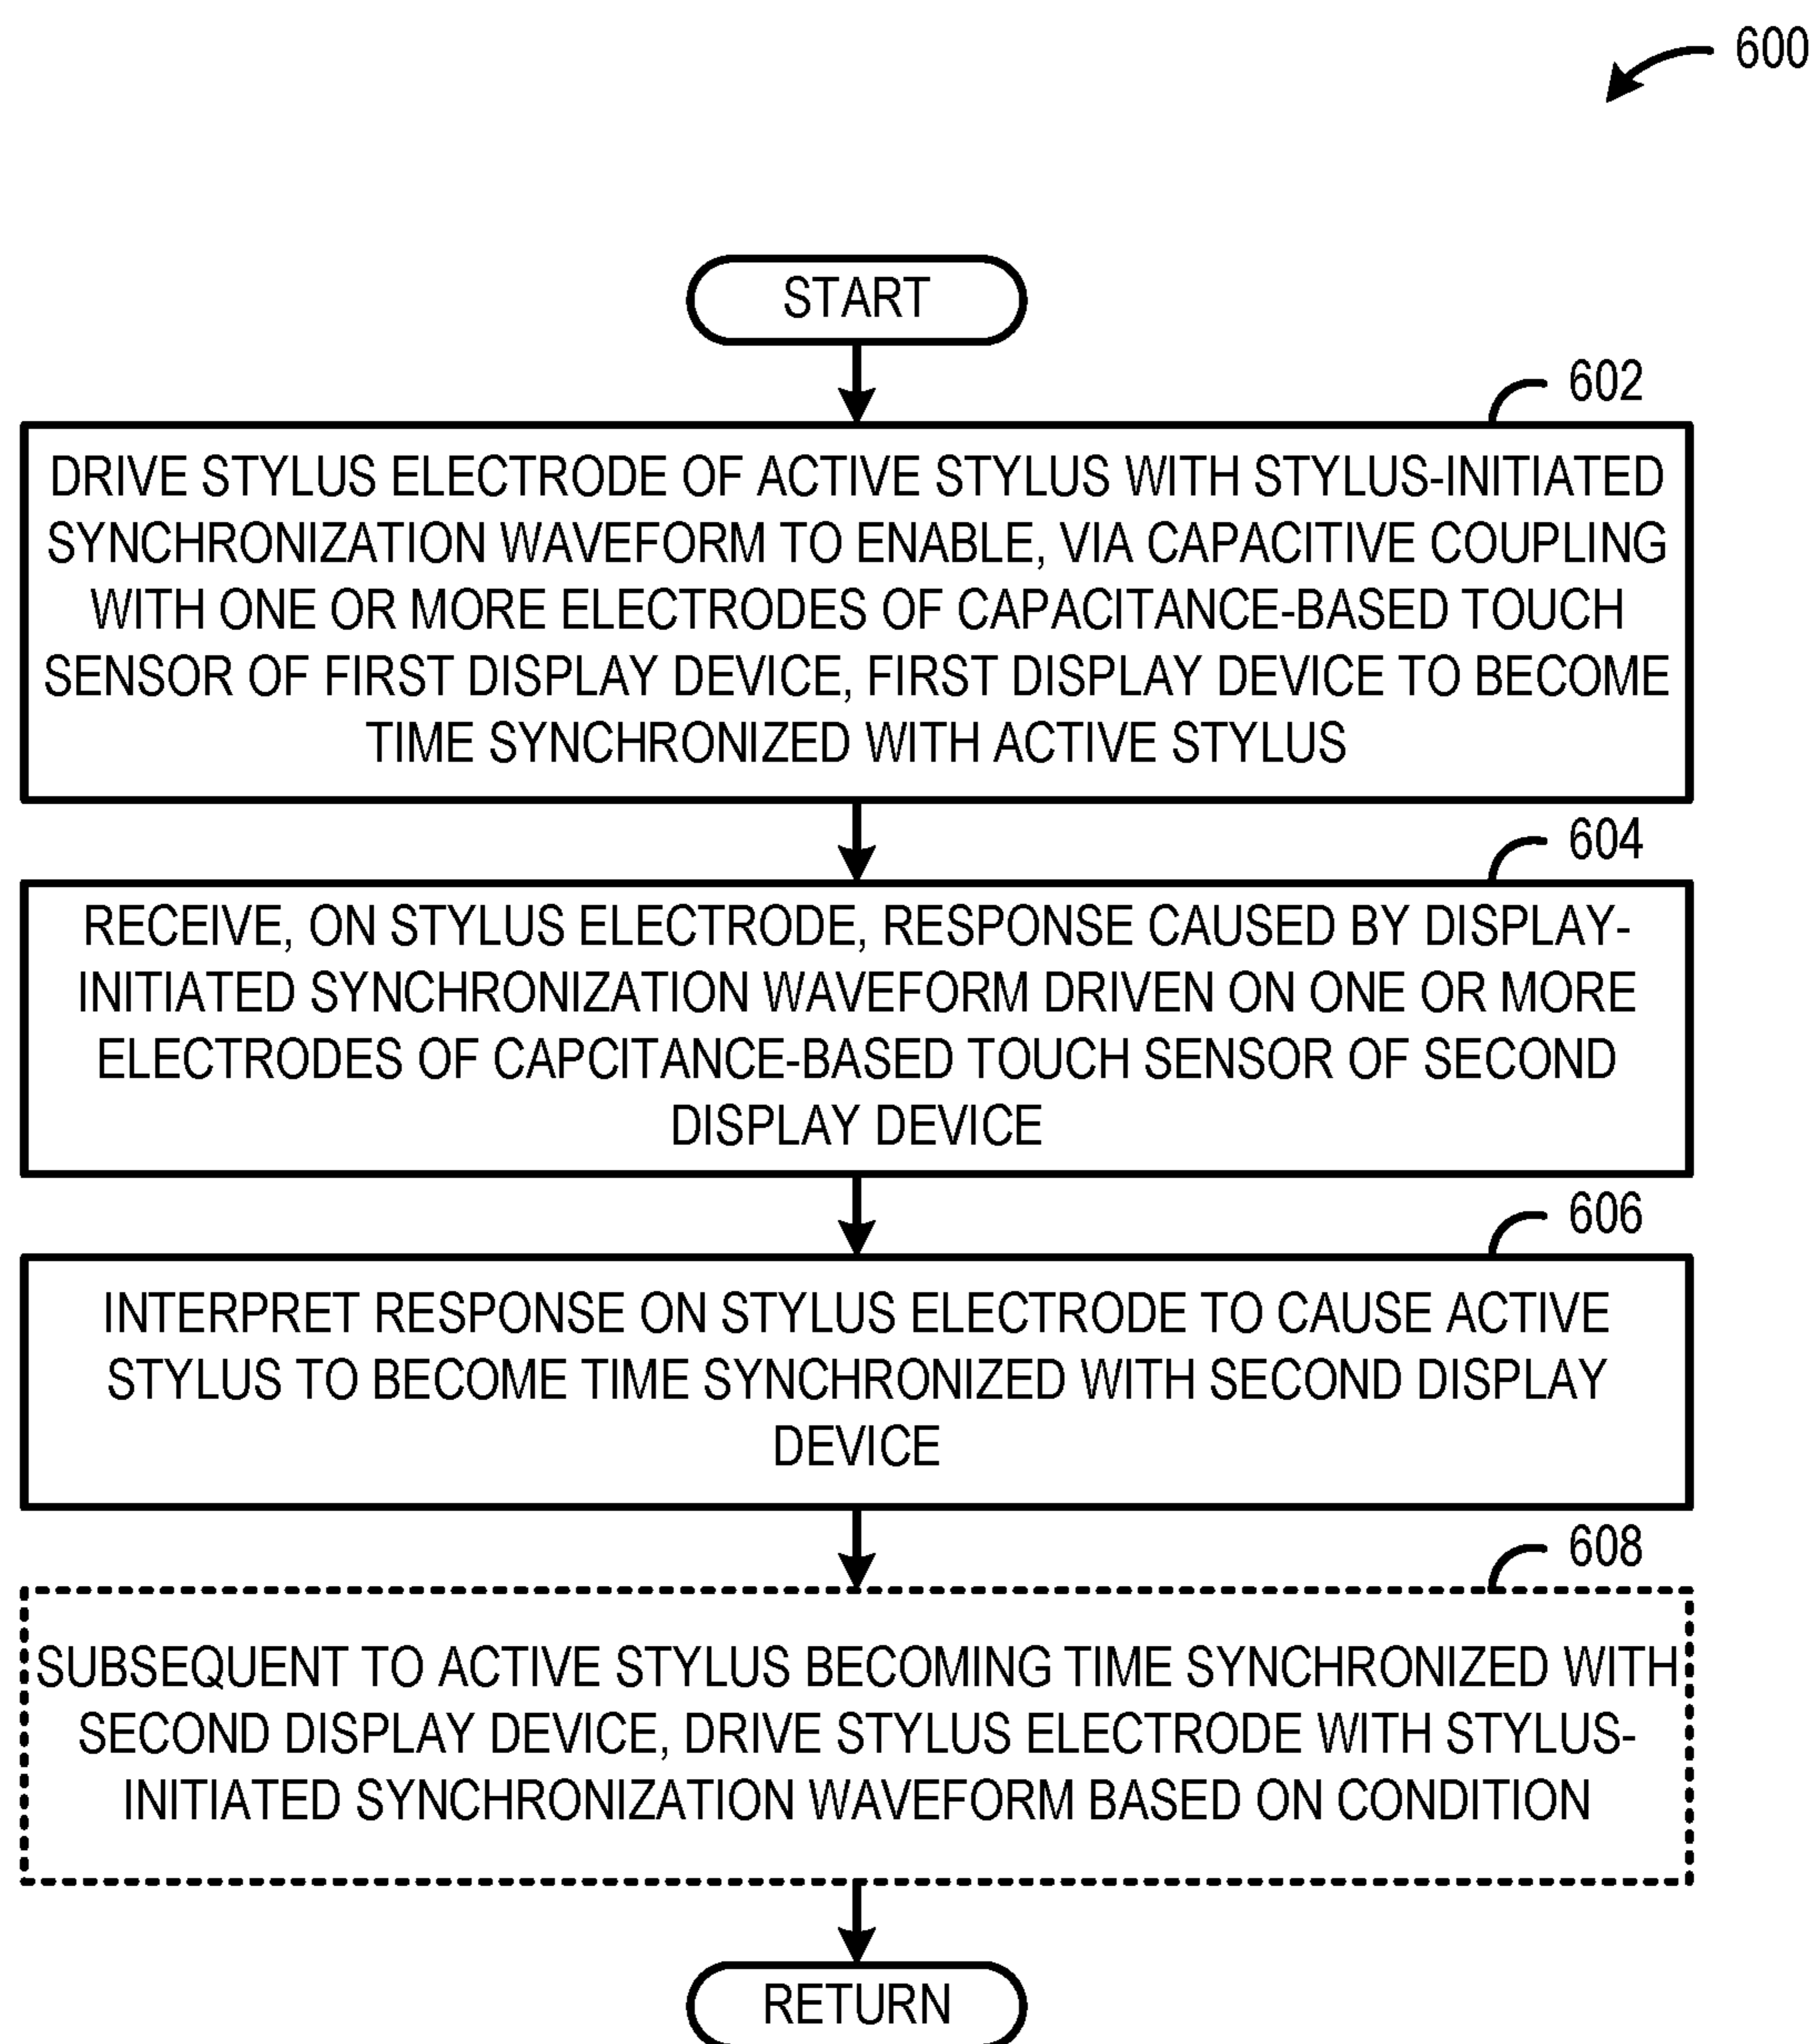 600
START
602
DRIVE STYLUS ELECTRODE OF ACTIVE STYLUS WITH STYLUS-INITIATED
SYNCHRONIZATION WAVEFORM TO ENABLE, VIA CAPACITIVE COUPLING
WITH ONE OR MORE ELECTRODES OF CAPACITANCE-BASED TOUCH
SENSOR OF FIRST DISPLAY DEVICE, FIRST DISPLAY DEVICE TO BECOME
TIME SYNCHRONIZED WITH ACTIVE STYLUS
604
RECEIVE, ON STYLUS ELECTRODE, RESPONSE CAUSED BY DISPLAY-
INITIATED SYNCHRONIZATION WAVEFORM DRIVEN ON ONE OR MORE
ELECTRODES OF CAPCITANCE-BASED TOUCH SENSOR OF SECOND
DISPLAY DEVICE
606
INTERPRET RESPONSE ON STYLUS ELECTRODE TO CAUSE ACTIVE
STYLUS TO BECOME TIME SYNCHRONIZED WITH SECOND DISPLAY
DEVICE
608
SUBSEQUENT TO ACTIVE STYLUS BECOMING TIME SYNCHRONIZED WITH
SECOND DISPLAY DEVICE, DRIVE STYLUS ELECTRODE WITH STYLUS-
INITIATED SYNCHRONIZATION WAVEFORM BASED ON CONDITION
RETURN